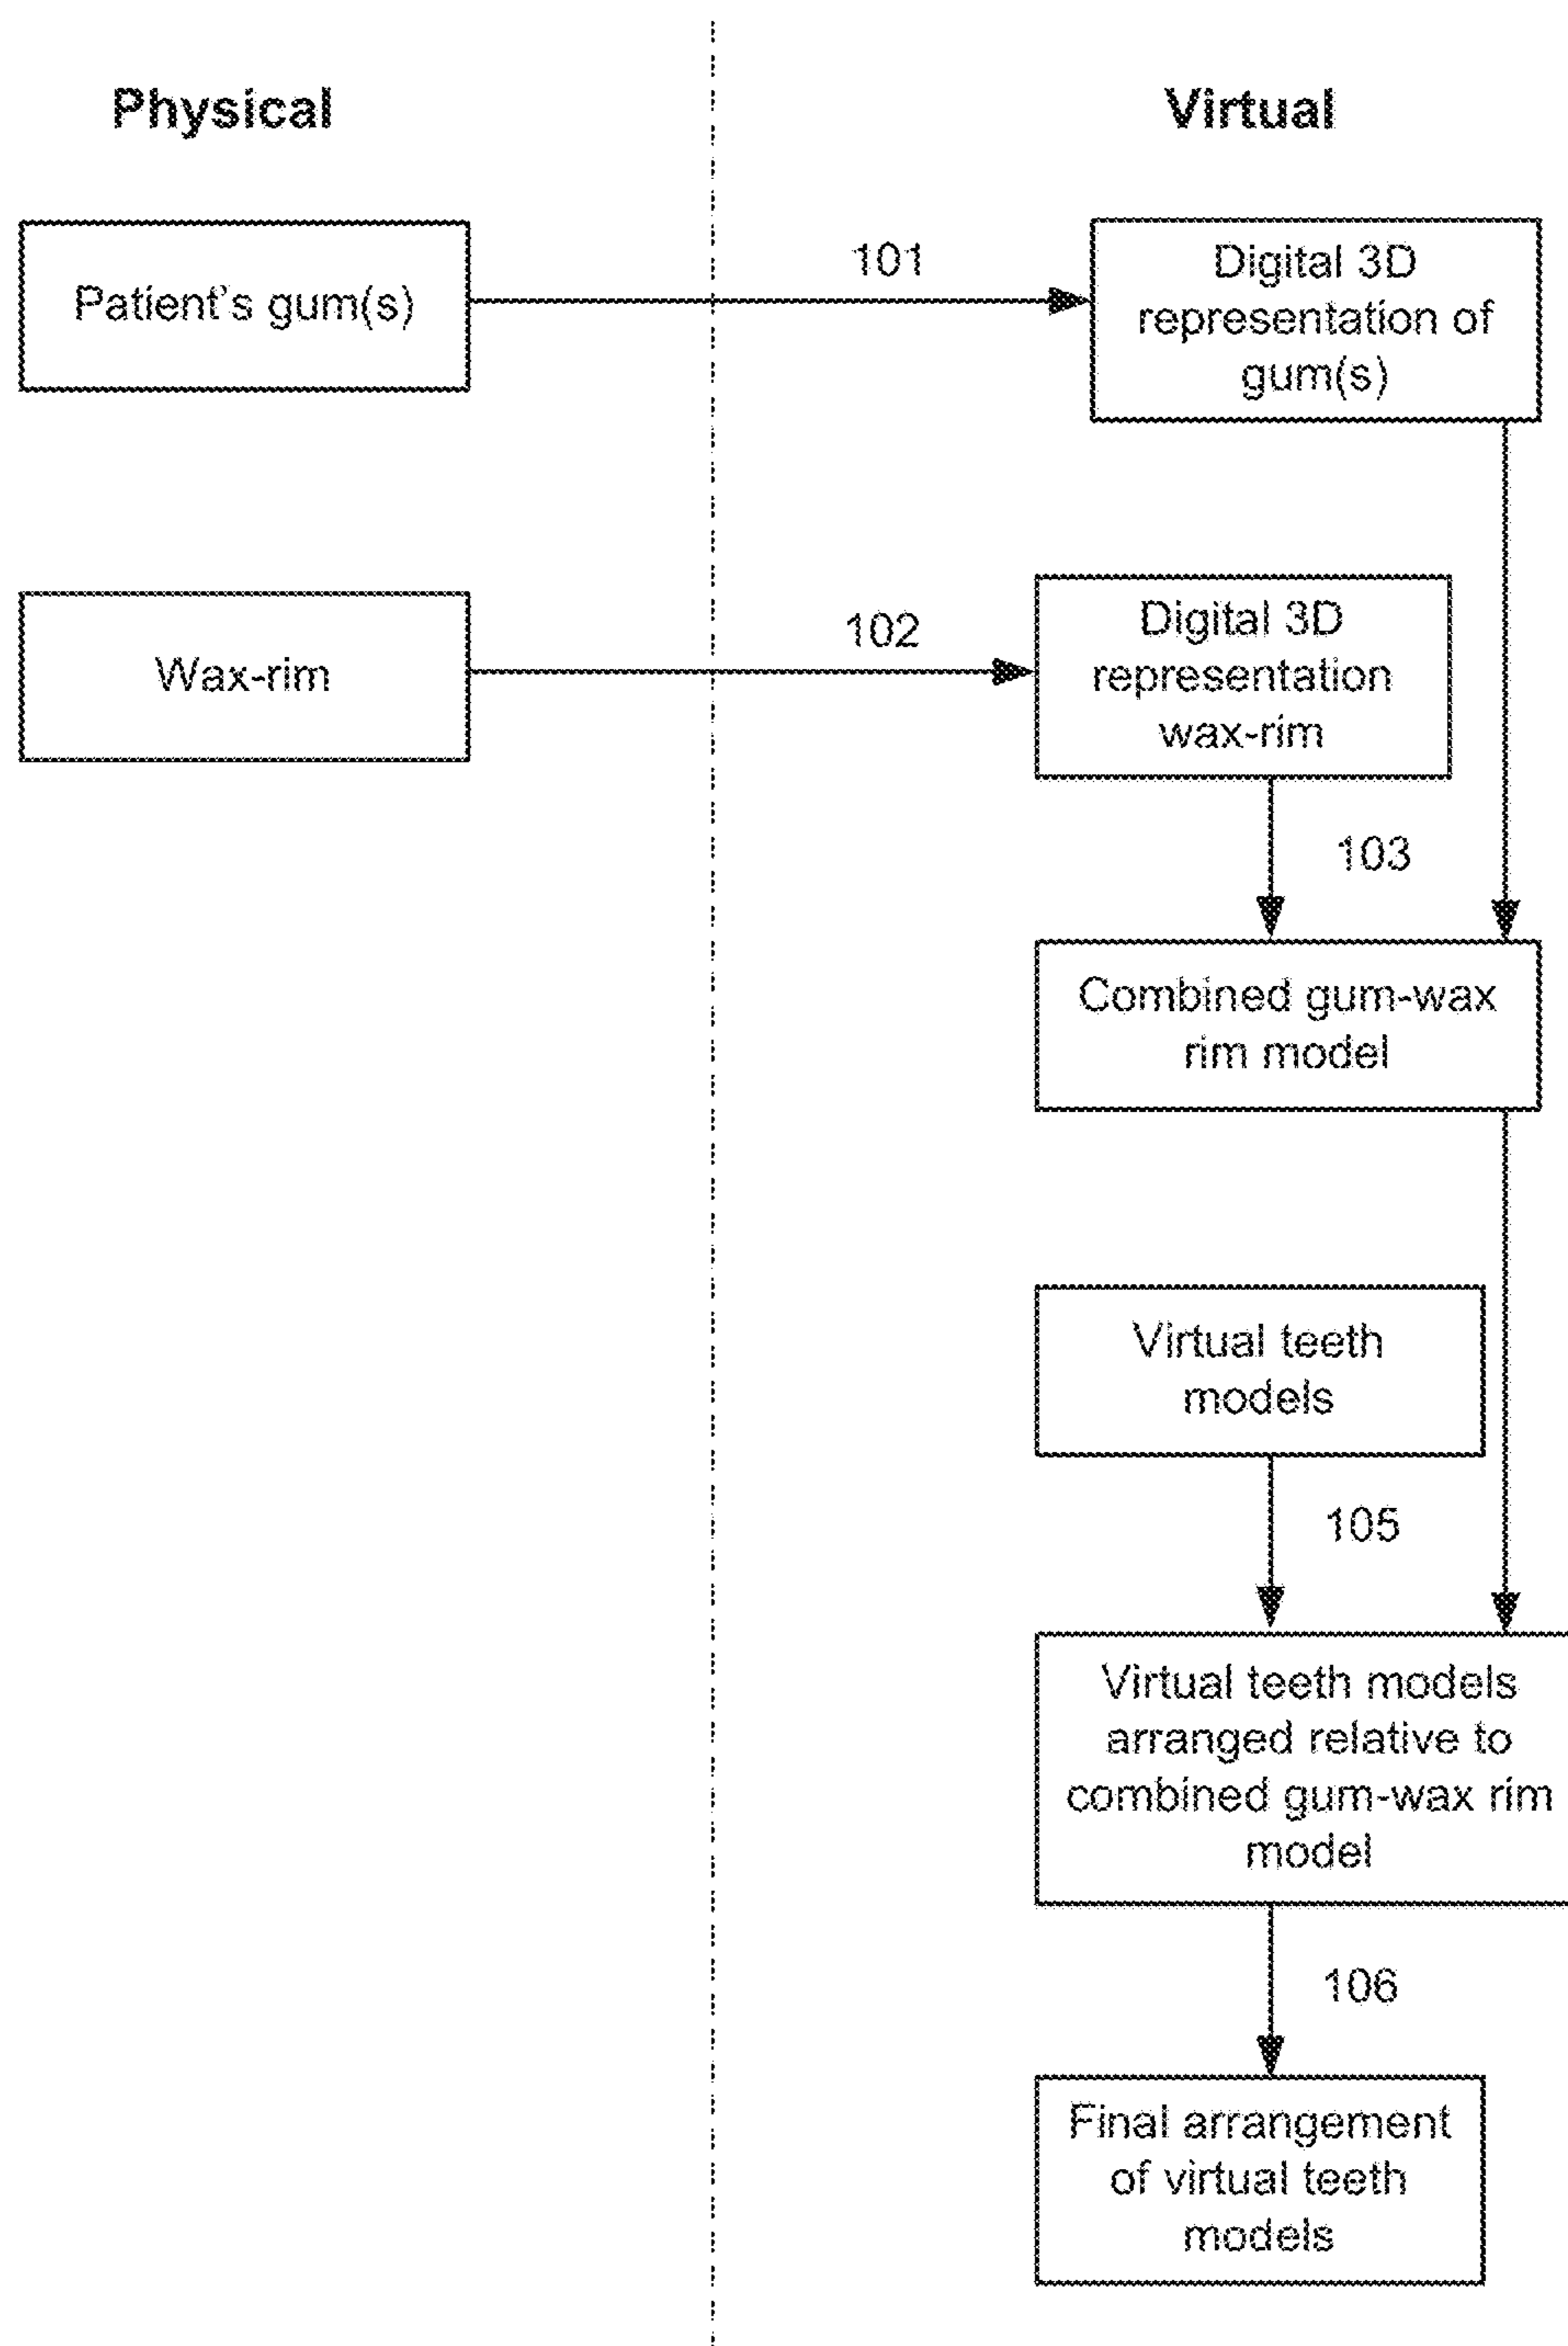 Physical
Virtual
Patient's gum(s)
101
Digital 3D
representation of
gum(s)
Wax-rim
102
Digital 3D
representation
wax-rim
103
Combined gum-wax
rim model
Virtual teeth
models
105
Virtual teeth models
arranged relative to
combined gum-wax rim
model
106
Final arrangement
of virtual teeth
models